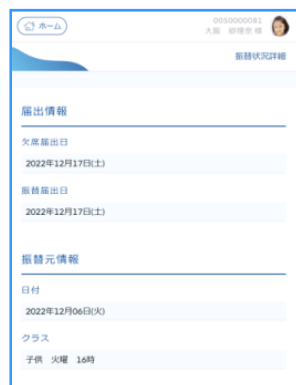 ホーム
0050000081
大阪
様
振替状況詳細
届出情報
欠席届出日
2022年12月17日(土)
振替届出日
2022年12月17日(土)
振替元情報
日付
2022年12月06日(火)
クラス
子供 火曜 16時